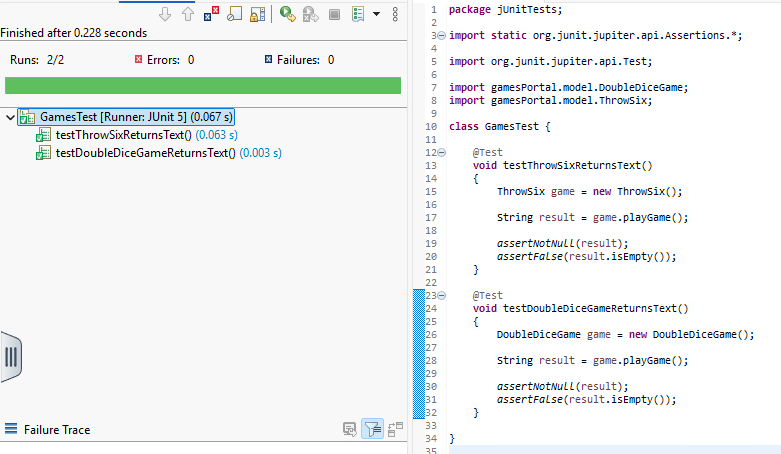 Finished after 0.228 seconds
Runs: 2/2 Errors: 0 Failures: 0
GamesTest [Runner: JUnit 5] (0.067 s)
testThrowSixReturnsText() (0.063 s)
testDoubleDiceGameReturnsText() (0.003 s)
Failure Trace
1 package jUnitTests;
2
3 import static org.junit.jupiter.api.Assertions.*;
4
5 import org.junit.jupiter.api.Test;
6
7 import gamesPortal.model.DoubleDiceGame;
8 import gamesPortal.model.ThrowSix;
9
10 class GamesTest {
11
12 @Test
13 void testThrowSixReturnsText()
14 {
15 ThrowSix game = new ThrowSix();
16
17 String result = game.playGame();
18
19 assertNotNull(result);
20 assertFalse(result.isEmpty());
21 }
22
23 @Test
24 void testDoubleDiceGameReturnsText()
25 {
26 DoubleDiceGame game = new DoubleDiceGame();
27
28 String result = game.playGame();
29
30 assertNotNull(result);
31 assertFalse(result.isEmpty());
32 }
33
34 }
35